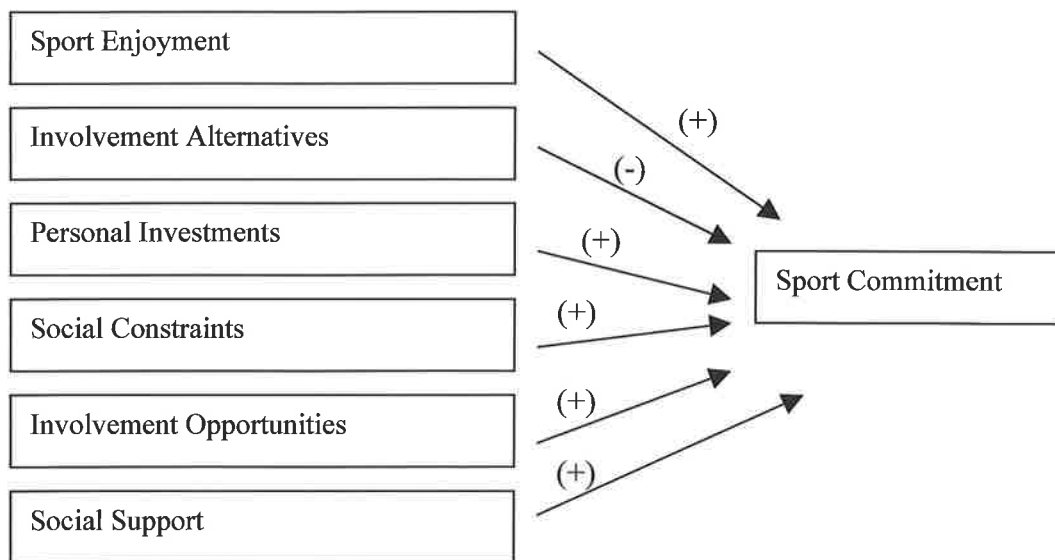 Sport Enjoyment
(+)
Involvement Alternatives
(-)
Personal Investments
(+)
Sport Commitment
Social Constraints
(+)
Involvement Opportunities
(+)
Social Support
(+)